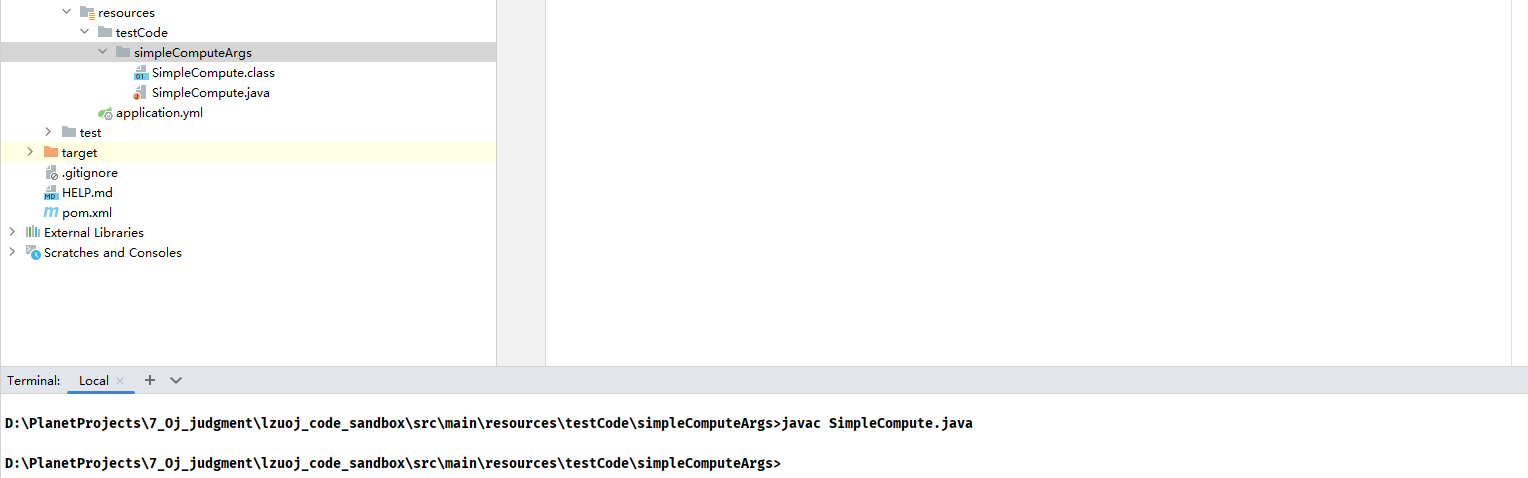 resources
testCode
simpleComputeArgs
SimpleCompute.class
SimpleCompute.java
application.yml
test
target
.gitignore
HELP.md
pom.xml
External Libraries
Scratches and Consoles
Terminal: Local
D:\PlanetProjects\7_Oj_judgment\lzuoj_code_sandbox\src\main\resources\testCode\simpleComputeArgs>javac SimpleCompute.java
D:\PlanetProjects\7_Oj_judgment\lzuoj_code_sandbox\src\main\resources\testCode\simpleComputeArgs>